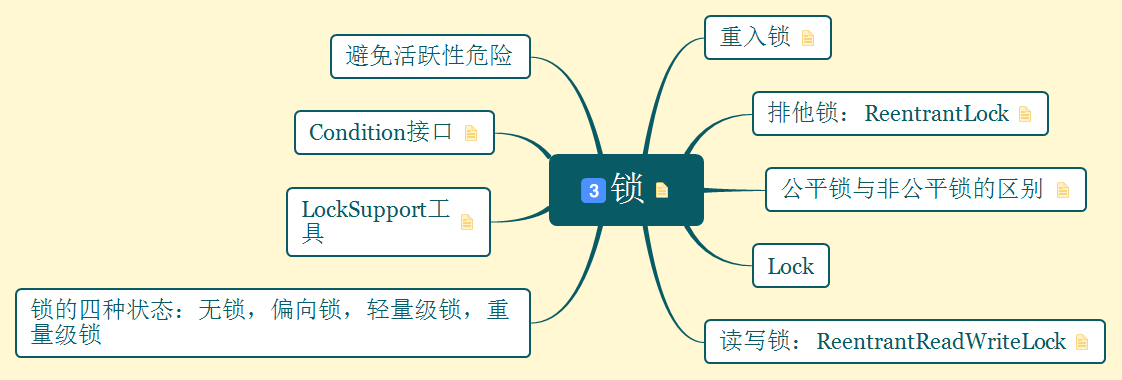 重入锁
避免活跃性危险
排他锁：ReentrantLock
Condition接口
3 锁
公平锁与非公平锁的区别
LockSupport工
具
Lock
锁的四种状态：无锁，偏向锁，轻量级锁，重
量级锁
读写锁：ReentrantReadWriteLock